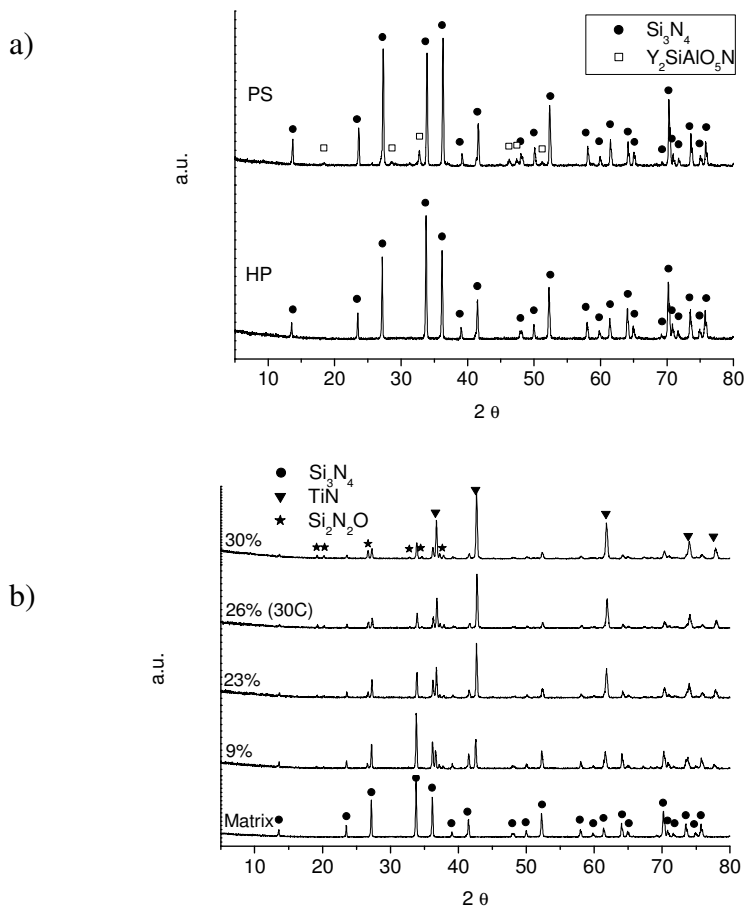 a)
Si₃N₄
Y₂SiAlO₅N
PS
HP
a.u.
10 20 30 40 50 60 70 80
2 θ
b)
Si₃N₄
TiN
Si₂N₂O
30%
26% (30C)
23%
9%
Matrix
a.u.
10 20 30 40 50 60 70 80
2 θ